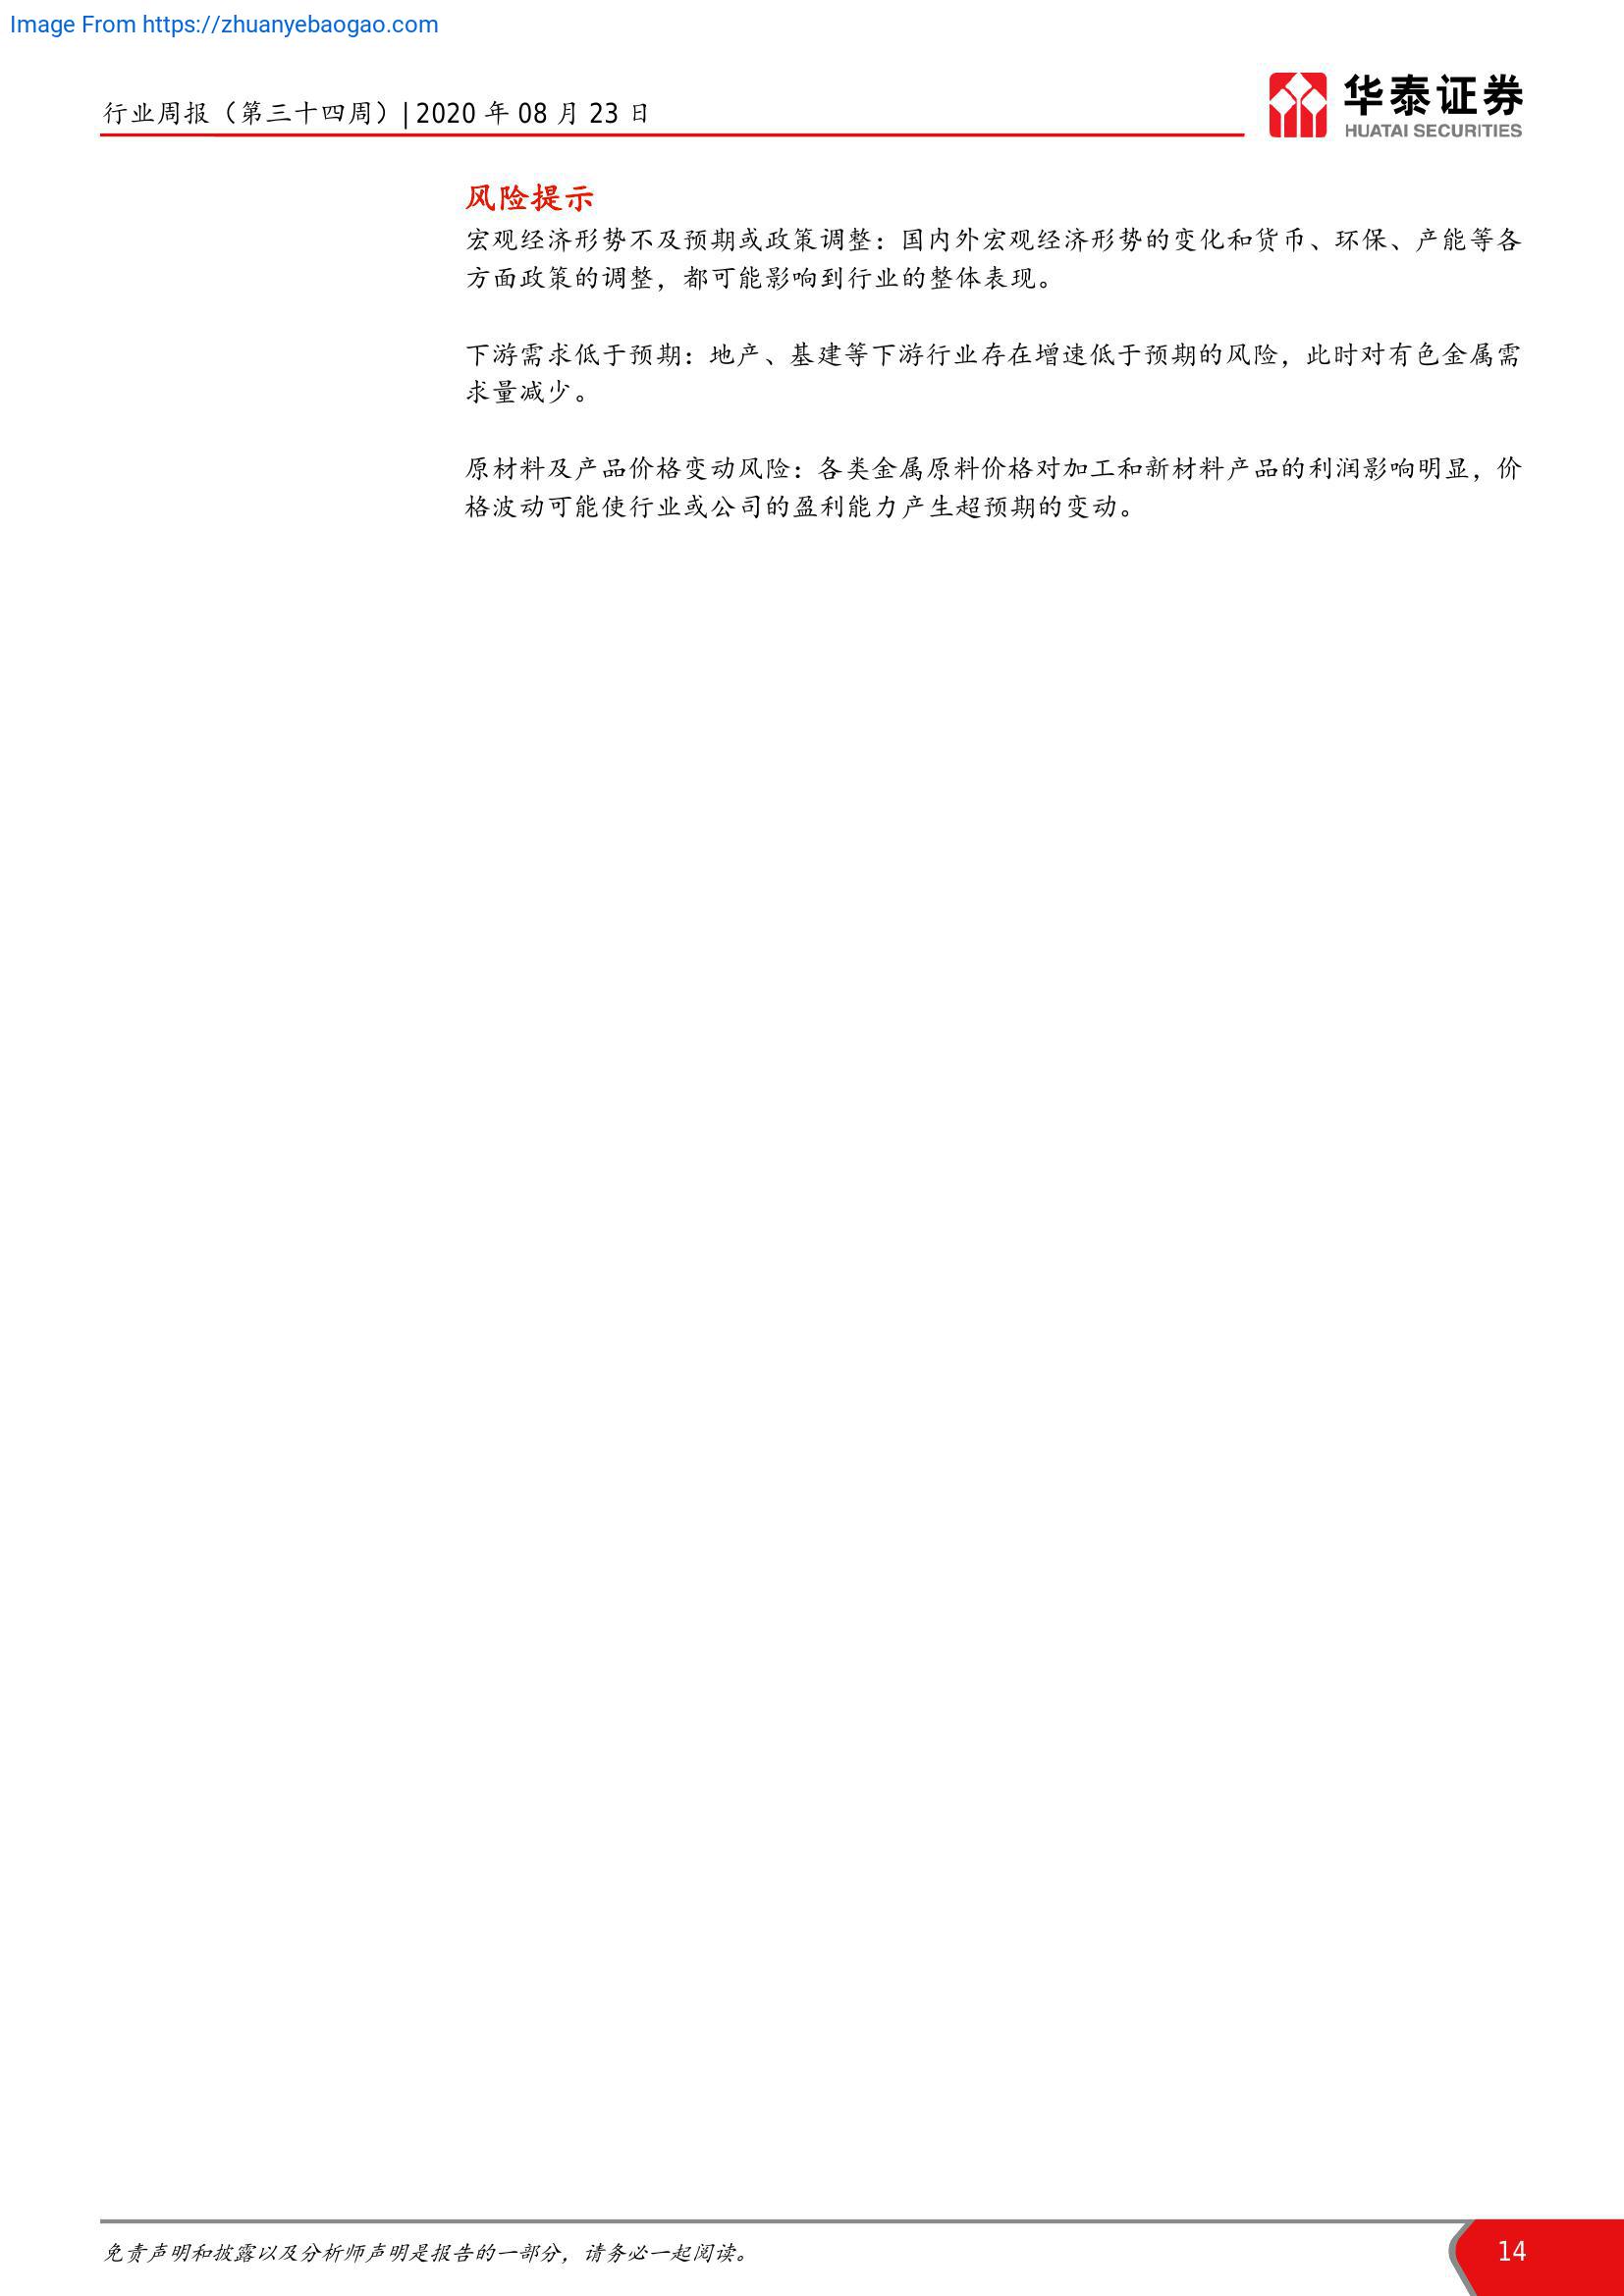 Image From https://zhuanyebaogao.com
行业周报（第三十四周）| 2020 年 08 月 23 日
华泰证券
HUATAI SECURITIES
风险提示
宏观经济形势不及预期或政策调整：国内外宏观经济形势的变化和货币、环保、产能等各
方面政策的调整，都可能影响到行业的整体表现。
下游需求低于预期：地产、基建等下游行业存在增速低于预期的风险，此时对有色金属需
求量减少。
原材料及产品价格变动风险：各类金属原料价格对加工和新材料产品的利润影响明显，价
格波动可能使行业或公司的盈利能力产生超预期的变动。
免责声明和披露以及分析师声明是报告的一部分，请务必一起阅读。
14